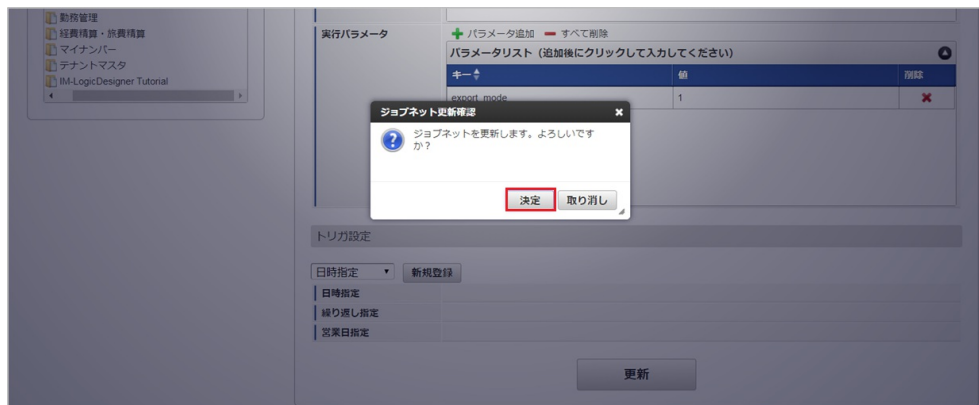 勤務管理
経費精算・旅費精算
マイナンバー
テナントマスタ
IM-LogicDesigner Tutorial
実行パラメータ
パラメータ追加 すべて削除
パラメータリスト（追加後にクリックして入力してください）
キー 値 削除
export_mode 1
ジョブネット更新確認
ジョブネットを更新します。よろしいです
か？
決定 取り消し
トリガ設定
日時指定 新規登録
日時指定
繰り返し指定
営業日指定
更新